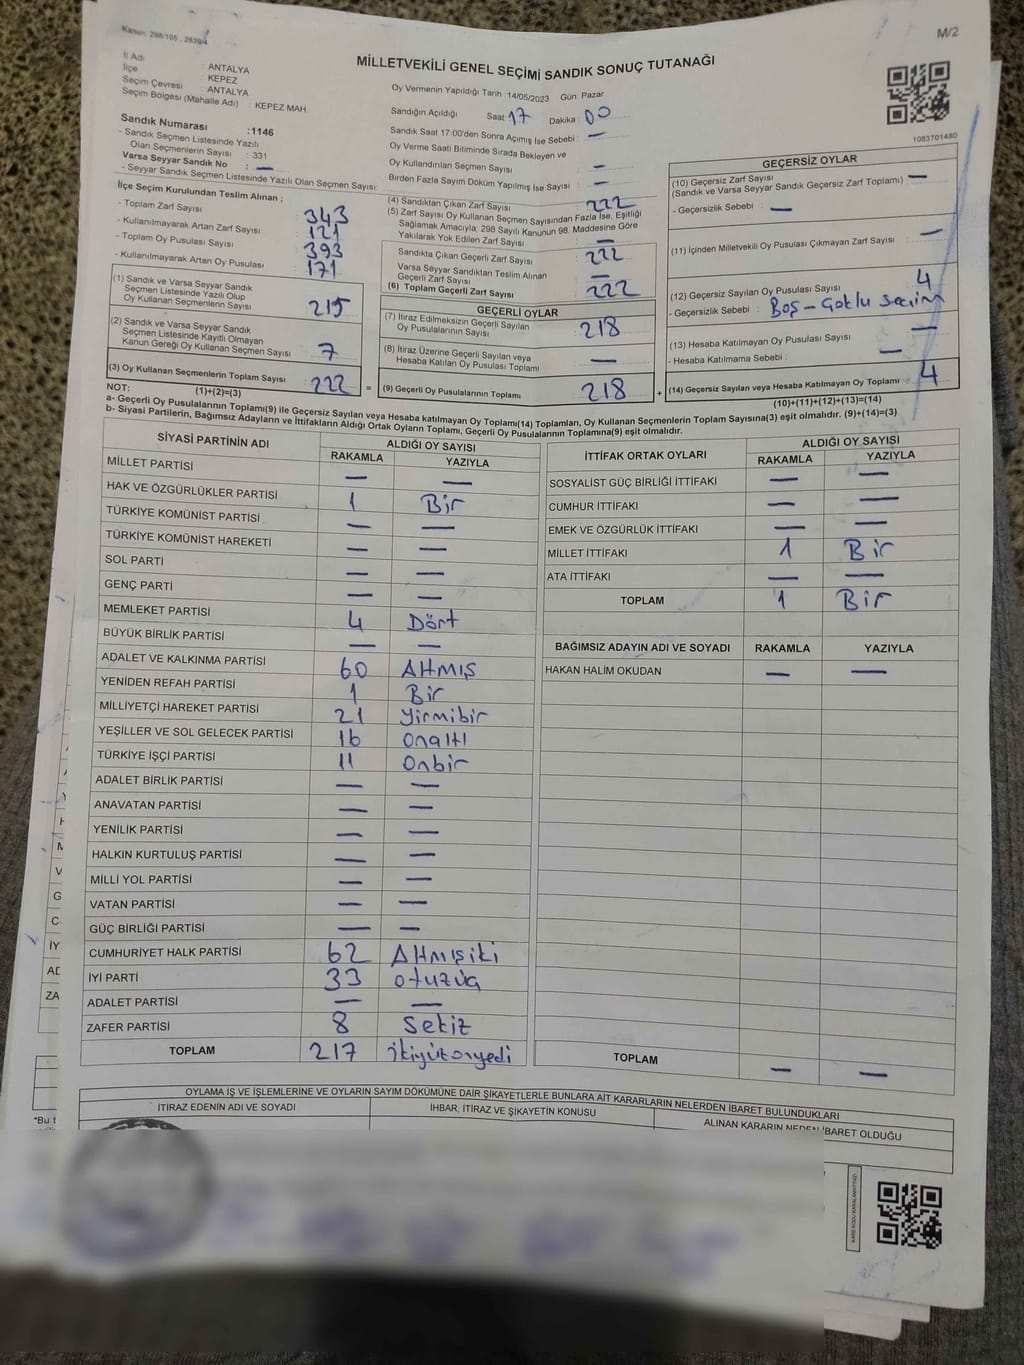 Kanun: 298/105, 2839/4
M/2
MİLLETVEKİLİ GENEL SEÇİMİ SANDIK SONUÇ TUTANAĞI
İl Adı : ANTALYA
İlçe : KEPEZ
Seçim Çevresi : ANTALYA
Seçim Bölgesi (Mahalle Adı) : KEPEZ MAH
Sandık Numarası :1146
- Sandık Seçmen Listesinde Yazılı
Olan Seçmenlerin Sayısı : 331
Varsa Seyyar Sandık No : —
- Seyyar Sandık Seçmen Listesinde Yazılı Olan Seçmen Sayısı:
Oy Vermenin Yapıldığı Tarih :14/05/2023 Gün: Pazar
Sandığın Açıldığı Saat 17 Dakika 00
Sandık Saat 17.00'den Sonra Açımış İse Sebebi : —
Oy Verme Saati Bitiminde Sırada Bekleyen ve
Oy Kullandırılan Seçmen Sayısı : —
Birden Fazla Sayım Döküm Yapılmış İse Sayısı : —
1083701480
İlçe Seçim Kurulundan Teslim Alınan ;
- Toplam Zarf Sayısı : 343
- Kullanılmayarak Artan Zarf Sayısı : 121
- Toplam Oy Pusulası Sayısı : 393
- Kullanılmayarak Artan Oy Pusulası : 171
(1) Sandık ve Varsa Seyyar Sandık
Seçmen Listesinde Yazılı Olup
Oy Kullanan Seçmenlerin Sayısı : 215
(2) Sandık ve Varsa Seyyar Sandık
Seçmen Listesinde Kayıtlı Olmayan
Kanun Gereği Oy Kullanan Seçmen Sayısı : 7
(3) Oy Kullanan Seçmenlerin Toplam Sayısı : 222
(4) Sandıktan Çıkan Zarf Sayısı : 222
(5) Zarf Sayısı Oy Kullanan Seçmen Sayısından Fazla İse, Eşitliği
Sağlamak Amacıyla; 298 Sayılı Kanunun 98. Maddesine Göre
Yakılarak Yok Edilen Zarf Sayısı : —
Sandıkta Çıkan Geçerli Zarf Sayısı : 222
Varsa Seyyar Sandıktan Teslim Alınan
Geçerli Zarf Sayısı : —
(6) Toplam Geçerli Zarf Sayısı : 222
GEÇERLİ OYLAR
(7) İtiraz Edilmeksizin Geçerli Sayılan
Oy Pusulalarının Sayısı : 218
(8) İtiraz Üzerine Geçerli Sayılan veya
Hesaba Katılan Oy Pusulası Toplamı : —
= (9) Geçerli Oy Pusulalarının Toplamı : 218 +
GEÇERSİZ OYLAR
(10) Geçersiz Zarf Sayısı : —
(Sandık ve Varsa Seyyar Sandık Geçersiz Zarf Toplamı)
- Geçersizlik Sebebi : —
(11) İçinden Milletvekili Oy Pusulası Çıkmayan Zarf Sayısı : —
(12) Geçersiz Sayılan Oy Pusulası Sayısı : 4
- Geçersizlik Sebebi : Boş - Çoklu seçim
(13) Hesaba Katılmayan Oy Pusulası Sayısı : —
- Hesaba Katılmama Sebebi : —
(14) Geçersiz Sayılan veya Hesaba Katılmayan Oy Toplamı : 4
NOT: (1)+(2)=(3)
(10)+(11)+(12)+(13)=(14)
a- Geçerli Oy Pusulalarının Toplamı(9) ile Geçersiz Sayılan veya Hesaba katılmayan Oy Toplamı(14) Toplamları, Oy Kullanan Seçmenlerin Toplam Sayısına(3) eşit olmalıdır. (9)+(14)=(3)
b- Siyasi Partilerin, Bağımsız Adayların ve İttifakların Aldığı Ortak Oyların Toplamı, Geçerli Oy Pusulalarının Toplamına(9) eşit olmalıdır.
SİYASİ PARTİNİN ADI ALDIĞI OY SAYISI
RAKAMLA YAZIYLA
MİLLET PARTİSİ — —
HAK VE ÖZGÜRLÜKLER PARTİSİ 1 Bir
TÜRKİYE KOMÜNİST PARTİSİ — —
TÜRKİYE KOMÜNİST HAREKETİ — —
SOL PARTİ — —
GENÇ PARTİ — —
MEMLEKET PARTİSİ 4 Dört
BÜYÜK BİRLİK PARTİSİ — —
ADALET VE KALKINMA PARTİSİ 60 Altmış
YENİDEN REFAH PARTİSİ 1 Bir
MİLLİYETÇİ HAREKET PARTİSİ 21 yirmibir
YEŞİLLER VE SOL GELECEK PARTİSİ 16 onaltı
TÜRKİYE İŞÇİ PARTİSİ 11 Onbir
ADALET BİRLİK PARTİSİ — —
ANAVATAN PARTİSİ — —
YENİLİK PARTİSİ — —
HALKIN KURTULUŞ PARTİSİ — —
MİLLİ YOL PARTİSİ — —
VATAN PARTİSİ — —
GÜÇ BİRLİĞİ PARTİSİ — —
CUMHURİYET HALK PARTİSİ 62 Altmışiki
İYİ PARTİ 33 otuzüç
ADALET PARTİSİ — —
ZAFER PARTİSİ 8 Sekiz
TOPLAM 217 ikiyüzonyedi
İTTİFAK ORTAK OYLARI ALDIĞI OY SAYISI
RAKAMLA YAZIYLA
SOSYALİST GÜÇ BİRLİĞİ İTTİFAKI — —
CUMHUR İTTİFAKI — —
EMEK VE ÖZGÜRLÜK İTTİFAKI — —
MİLLET İTTİFAKI 1 Bir
ATA İTTİFAKI — —
TOPLAM 1 Bir
BAĞIMSIZ ADAYIN ADI VE SOYADI RAKAMLA YAZIYLA
HAKAN HALİM OKUDAN — —
TOPLAM — —
OYLAMA İŞ VE İŞLEMLERİNE VE OYLARIN SAYIM DÖKÜMÜNE DAİR ŞİKAYETLERLE BUNLARA AİT KARARLARIN NELERDEN İBARET BULUNDUKLARI
İTİRAZ EDENİN ADI VE SOYADI İHBAR, İTİRAZ VE ŞİKAYETİN KONUSU ALINAN KARARIN NEDEN İBARET OLDUĞU